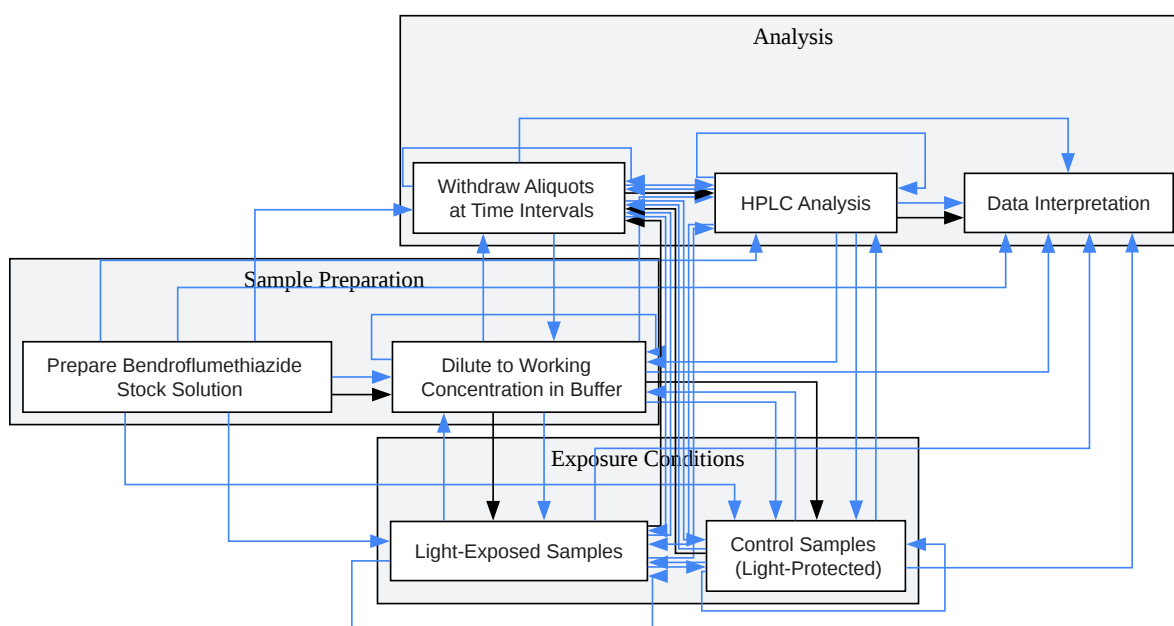 Analysis
Withdraw Aliquots
at Time Intervals
HPLC Analysis
Data Interpretation
Sample Preparation
Prepare Bendroflumethiazide
Stock Solution
Dilute to Working
Concentration in Buffer
Exposure Conditions
Light-Exposed Samples
Control Samples
(Light-Protected)